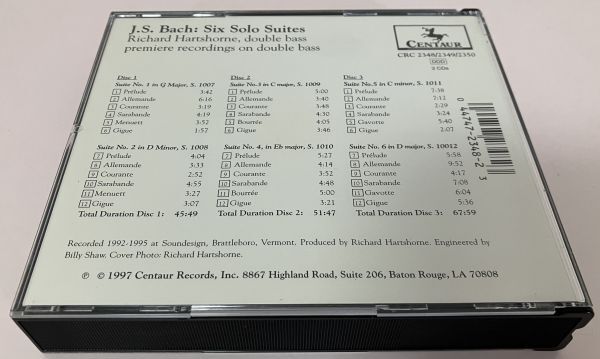 J.S. Bach: Six Solo Suites
Richard Hartshorne, double bass
premiere recordings on double bass
CENTAUR
CRC 2348/2349/2350
DDD
3 CDs
Disc 1
Suite No. 1 in G Major, S. 1007
1 Prélude 3:42
2 Allemande 6:16
3 Courante 3:19
4 Sarabande 4:19
5 Menuett 3:52
6 Gigue 1:57
Suite No. 2 in D Minor, S. 1008
7 Prélude 4:04
8 Allemande 3:33
9 Courante 2:52
10 Sarabande 4:55
11 Menuett 3:27
12 Gigue 3:07
Total Duration Disc 1: 45:49
Disc 2
Suite No. 3 in C major, S. 1009
1 Prélude 5:00
2 Allemande 3:40
3 Courante 3:48
4 Sarabande 4:30
5 Bourrée 4:05
6 Gigue 3:46
Suite No. 4, in Eb major, S. 1010
7 Prélude 5:27
8 Allemande 4:14
9 Courante 3:52
10 Sarabande 4:48
11 Bourrée 5:00
12 Gigue 3:21
Total Duration Disc 2: 51:47
Disc 3
Suite No.5 in C minor, S. 1011
1 Prélude 7:38
2 Allemande 7:12
3 Courante 2:29
4 Sarabande 3:24
5 Gavotte 5:40
6 Gigue 2:07
Suite No. 6 in D major, S. 10012
7 Prélude 5:58
8 Allemande 9:52
9 Courante 4:17
10 Sarabande 7:08
11 Gavotte 6:04
12 Gigue 5:36
Total Duration Disc 3: 67:59
0 44747-2348-2 3
Recorded 1992-1995 at Soundesign, Brattleboro, Vermont. Produced by Richard Hartshorne. Engineered by
Billy Shaw. Cover Photo: Richard Hartshorne.
℗ © 1997 Centaur Records, Inc. 8867 Highland Road, Suite 206, Baton Rouge, LA 70808